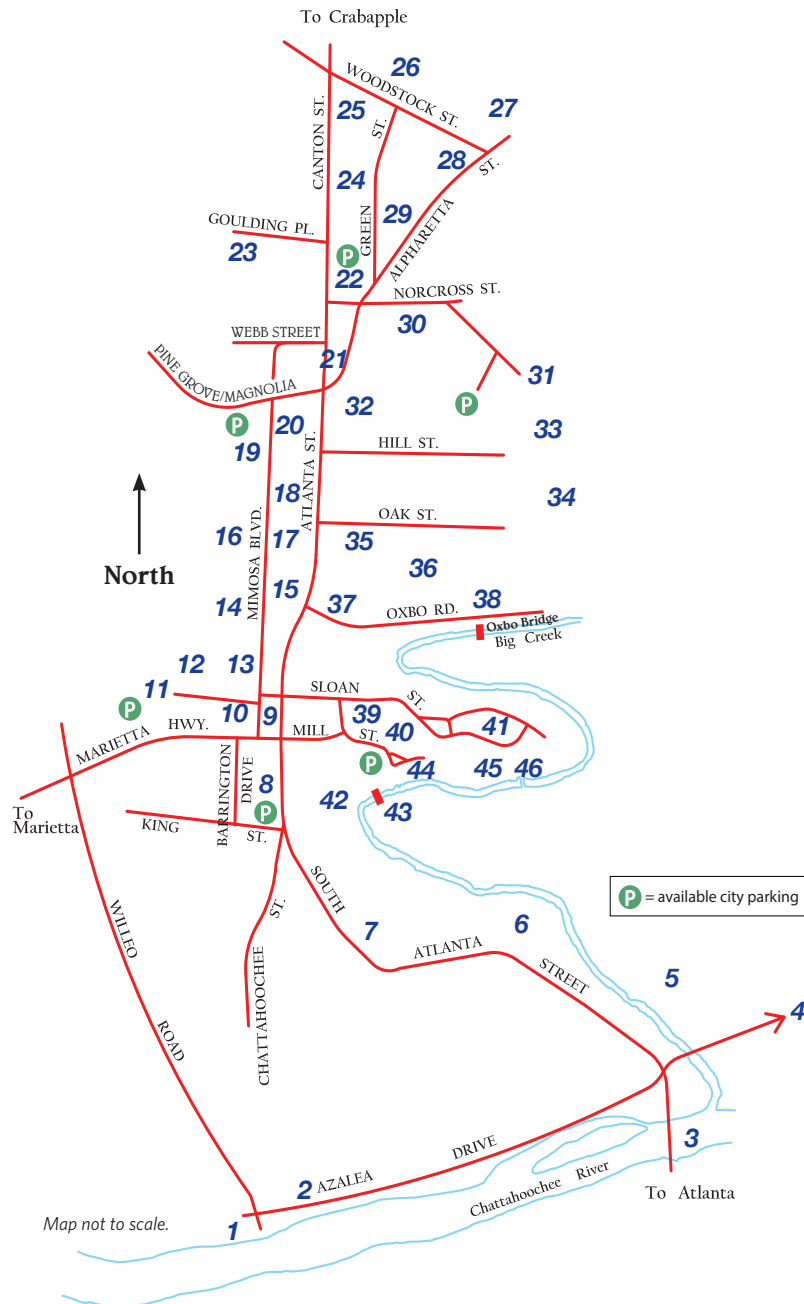 To Crabapple
26
WOODSTOCK ST.
27
25
CANTON ST.
ST.
28
ST.
24
29
GOULDING PL.
GREEN
ALPHARETTA
23
P
22
NORCROSS ST.
30
WEBB STREET
21
PINE GROVE/MAGNOLIA
31
32
P
P
20
33
19
ATLANTA ST.
HILL ST.
18
34
OAK ST.
16
17
35
MIMOSA BLVD.
North
36
15
14
37
OXBO RD.
38
Oxbo Bridge
Big Creek
12
13
11
SLOAN
ST.
P
10
9
39
HWY.
MILL
ST.
40
41
MARIETTA
P
44
45
46
BARRINGTON
DRIVE
8
To
Marietta
P
42
43
KING
ST.
SOUTH
P = available city parking
WILLEO
ST.
7
6
ATLANTA
STREET
5
4
ROAD
CHATTAHOOCHEE
3
DRIVE
2
AZALEA
Chattahoochee River
To Atlanta
Map not to scale.
1